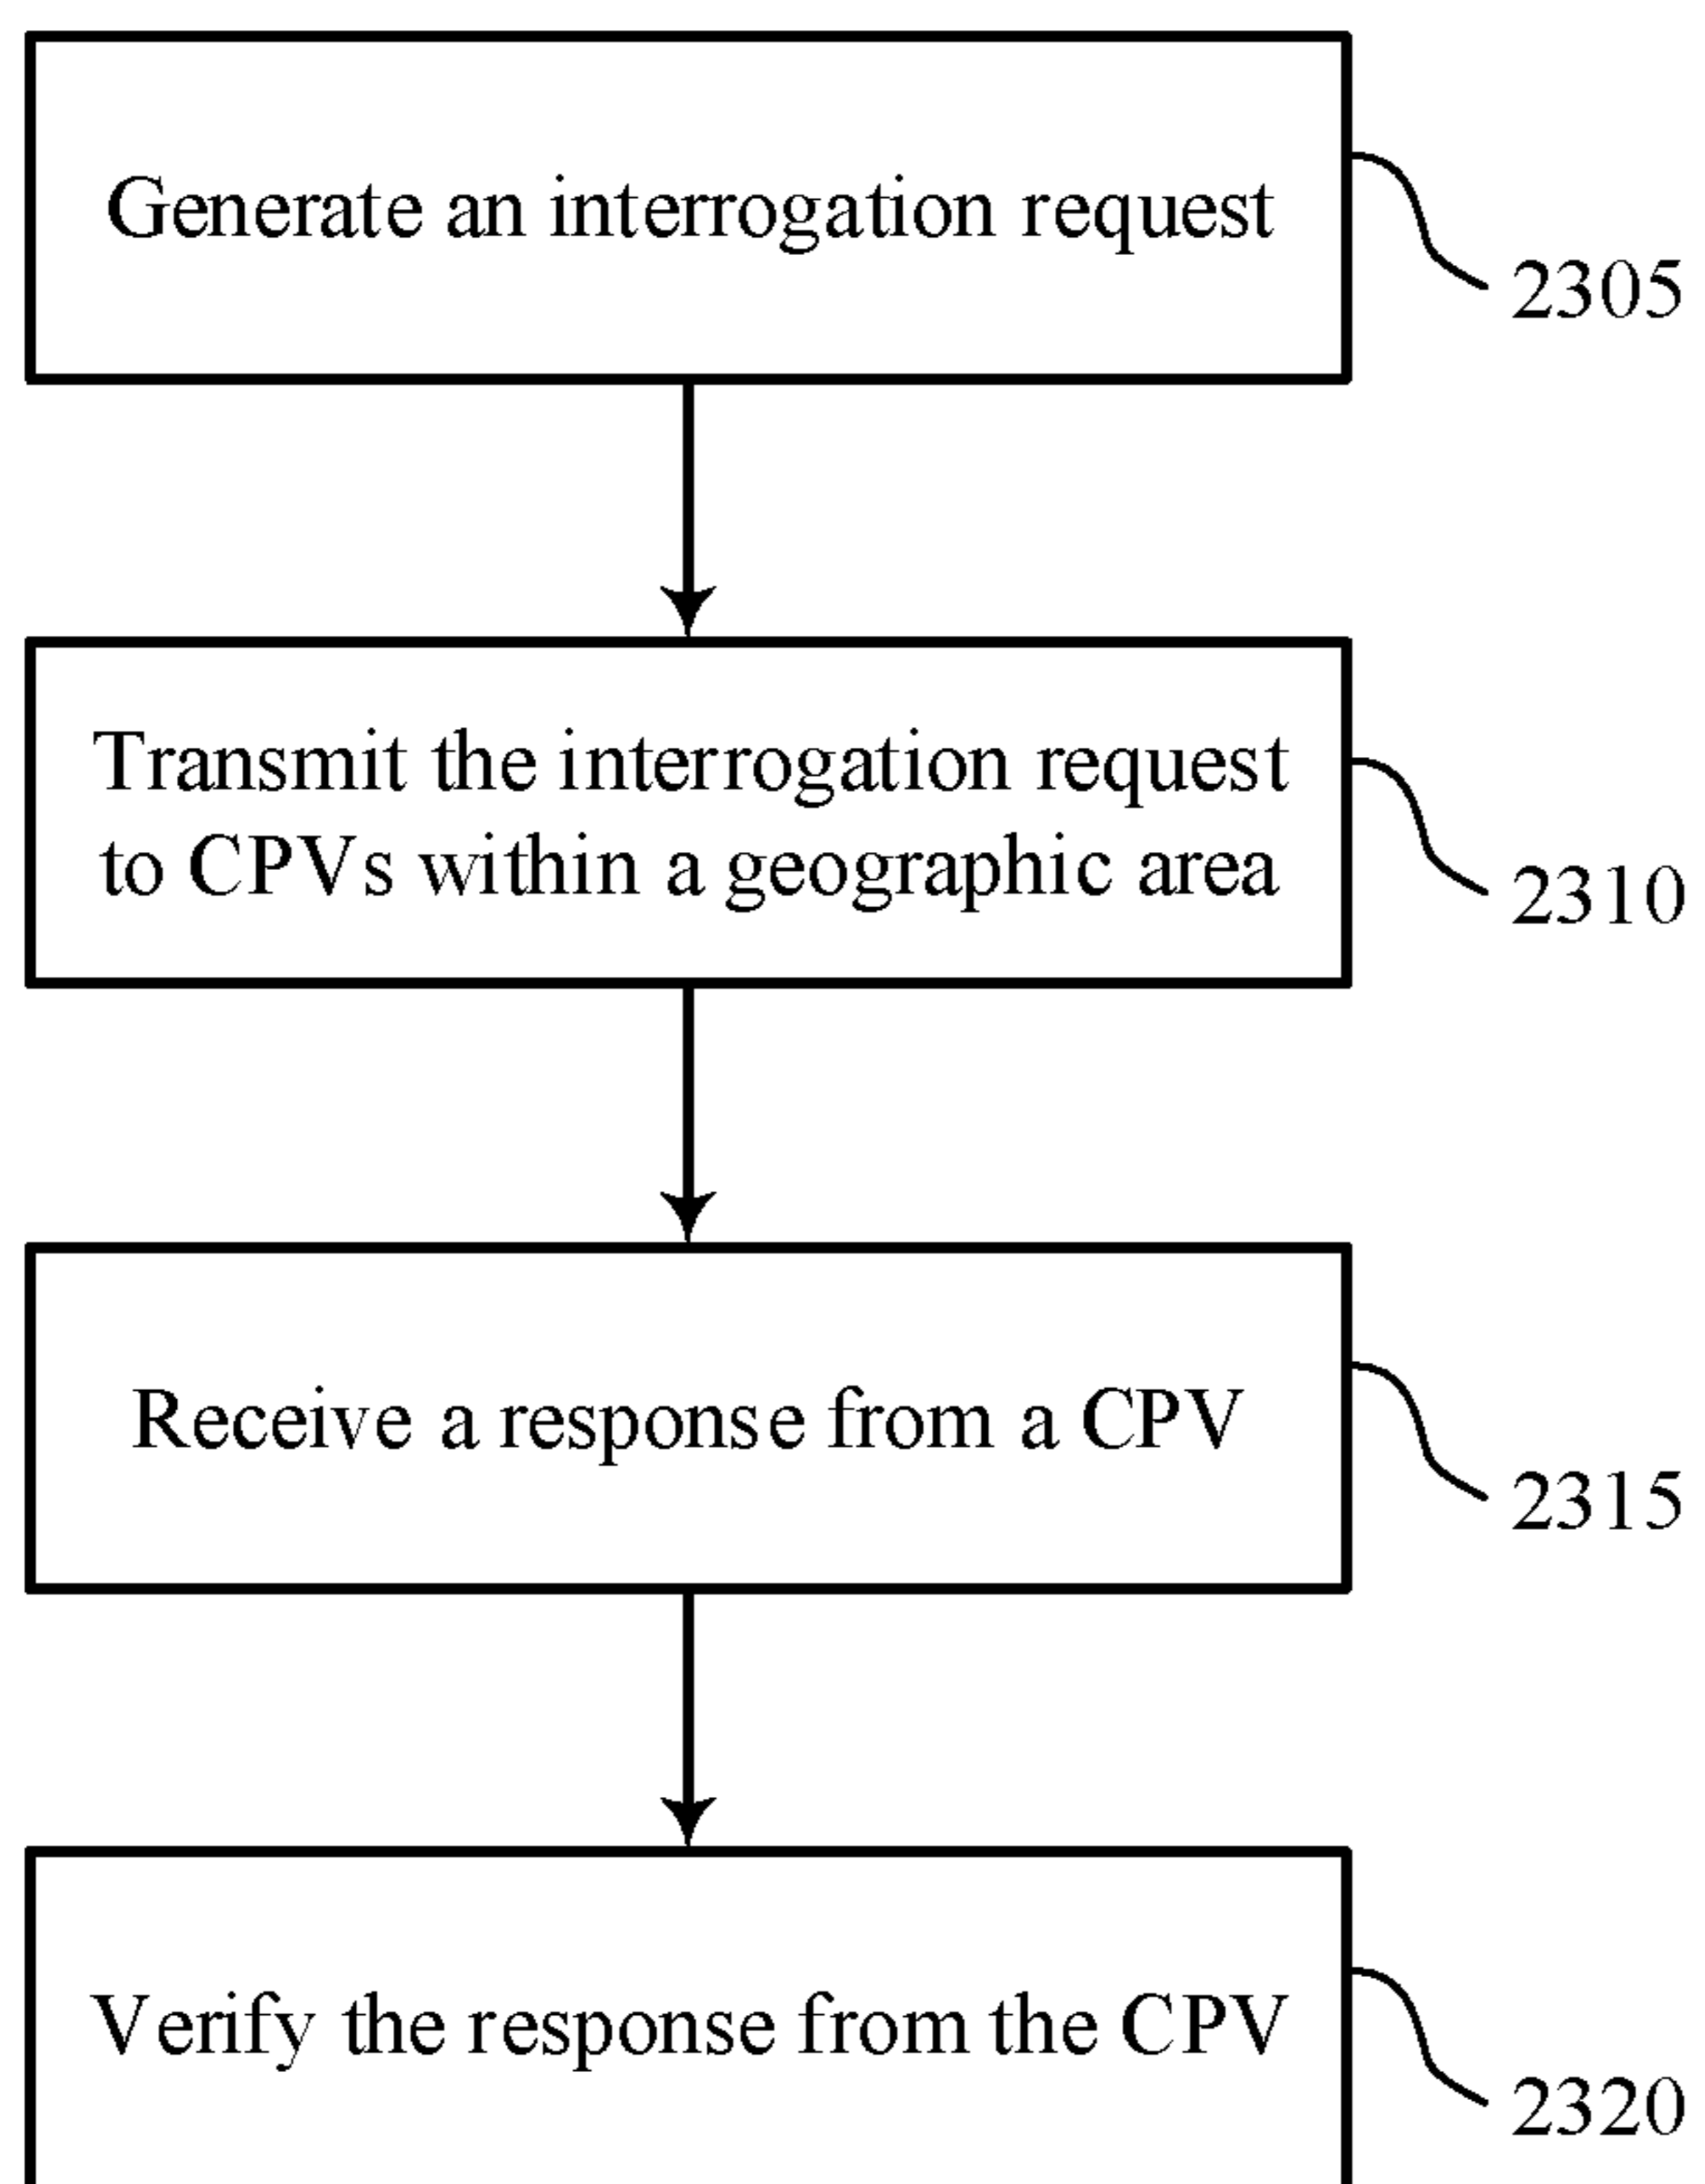 Generate an interrogation request
2305
Transmit the interrogation request
to CPVs within a geographic area
2310
Receive a response from a CPV
2315
Verify the response from the CPV
2320